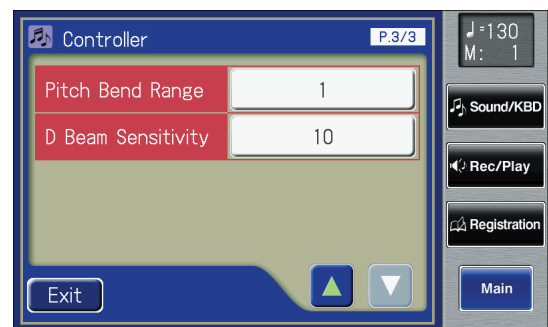 Controller
P.3/3
Pitch Bend Range 1
D Beam Sensitivity 10
Exit
♩=130
M: 1
Sound/KBD
Rec/Play
Registration
Main